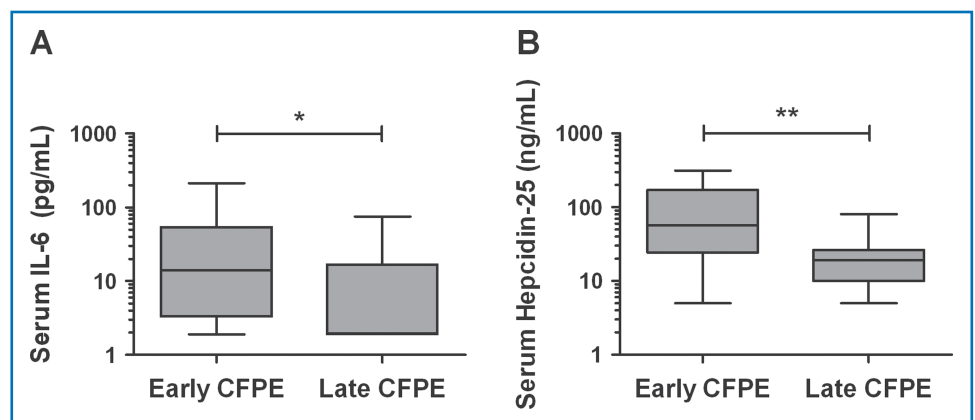 A
Serum IL-6 (pg/mL)
1000
100
10
1
*
Early CFPE
Late CFPE
B
Serum Hepcidin-25 (ng/mL)
1000
100
10
1
**
Early CFPE
Late CFPE